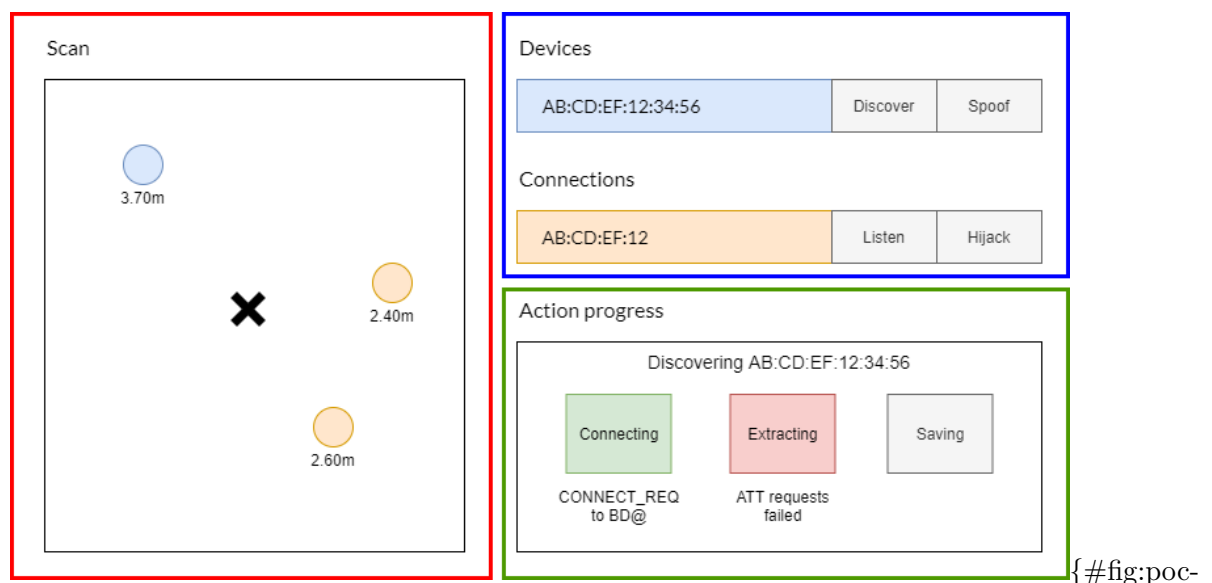 Scan
3.70m
2.40m
2.60m
Devices
AB:CD:EF:12:34:56
Discover
Spoof
Connections
AB:CD:EF:12
Listen
Hijack
Action progress
Discovering AB:CD:EF:12:34:56
Connecting
Extracting
Saving
CONNECT_REQ
to BD@
ATT requests
failed
{#fig:poc-